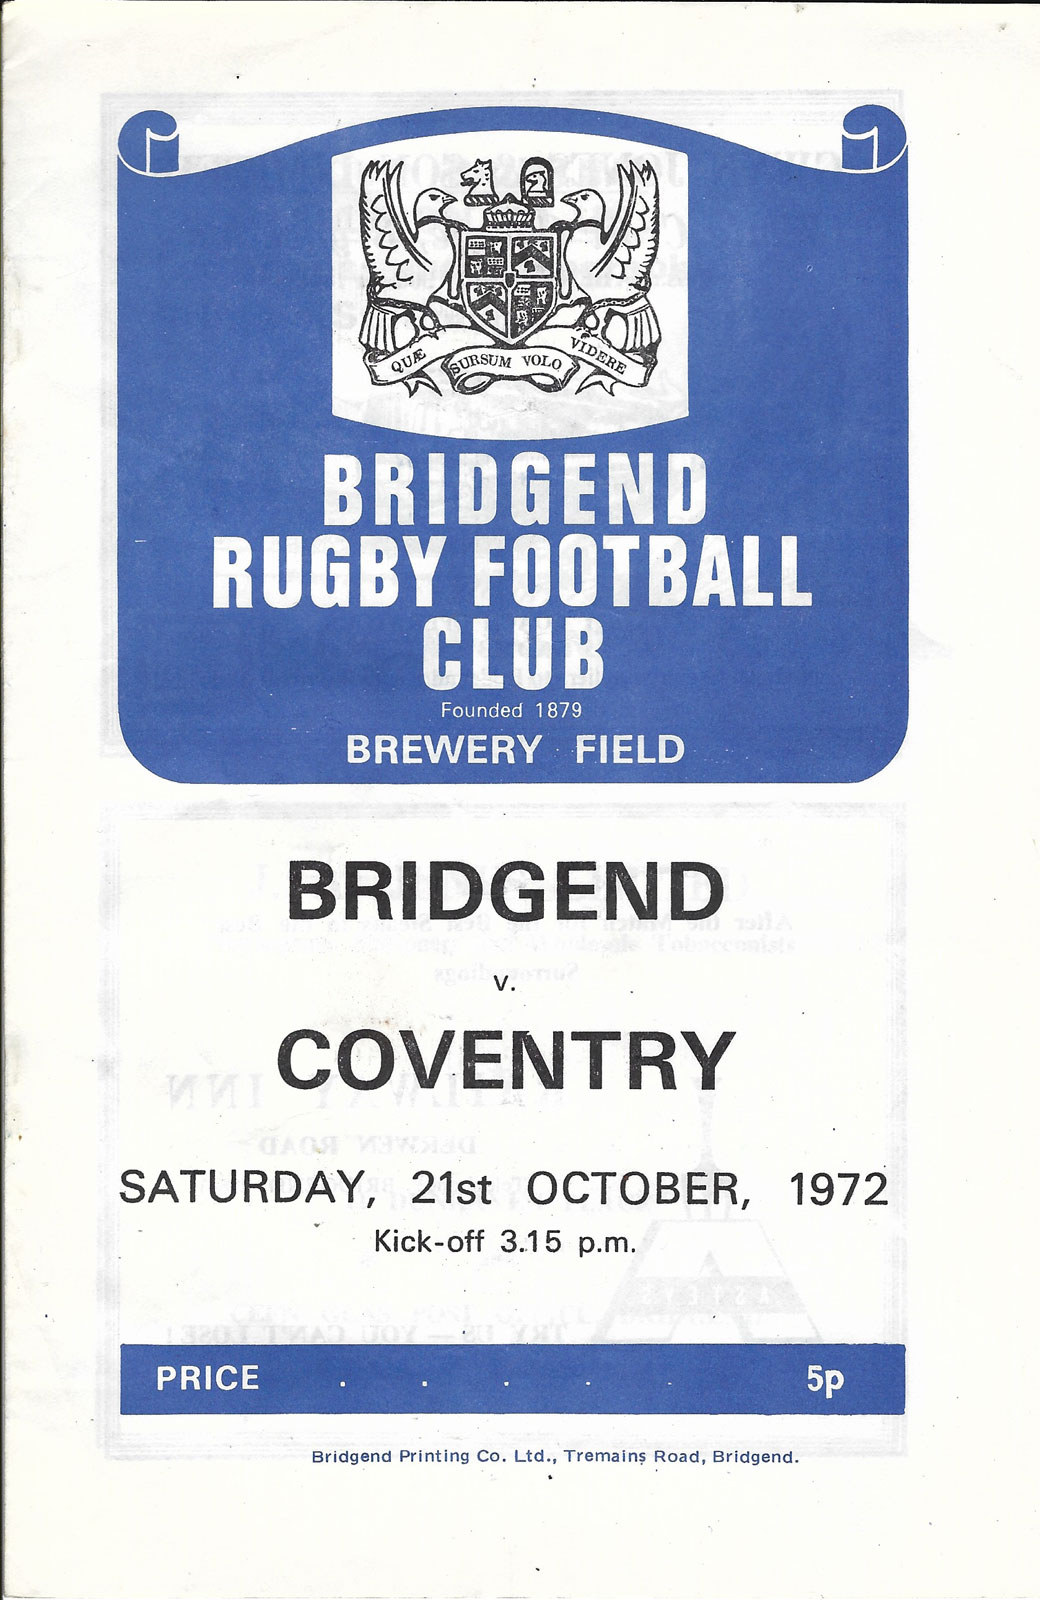 QUÆ SURSUM VOLO VIDERE
BRIDGEND
RUGBY FOOTBALL
CLUB
Founded 1879
BREWERY FIELD
BRIDGEND
v.
COVENTRY
SATURDAY, 21st OCTOBER, 1972
Kick-off 3.15 p.m.
PRICE . . . . . 5p
Bridgend Printing Co. Ltd., Tremains Road, Bridgend.